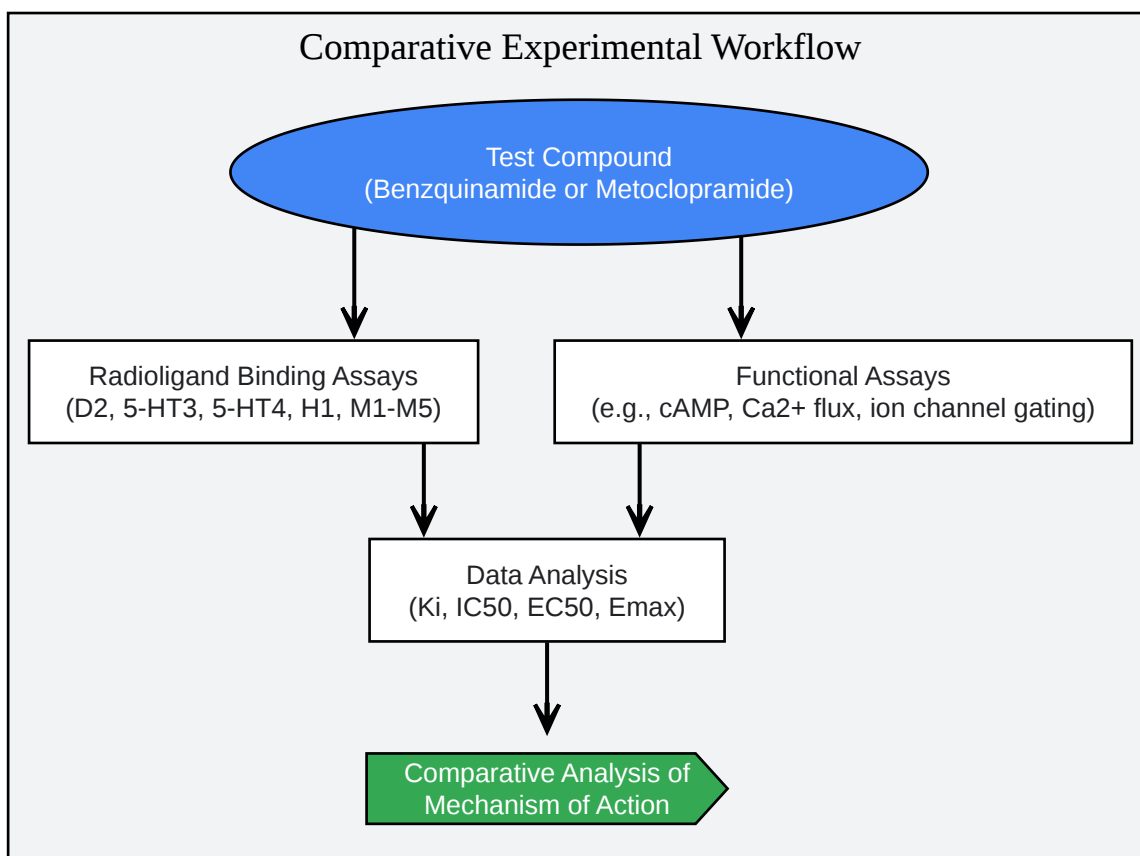 Comparative Experimental Workflow
Test Compound
(Benzquinamide or Metoclopramide)
Radioligand Binding Assays
(D2, 5-HT3, 5-HT4, H1, M1-M5)
Functional Assays
(e.g., cAMP, Ca2+ flux, ion channel gating)
Data Analysis
(Ki, IC50, EC50, Emax)
Comparative Analysis of
Mechanism of Action